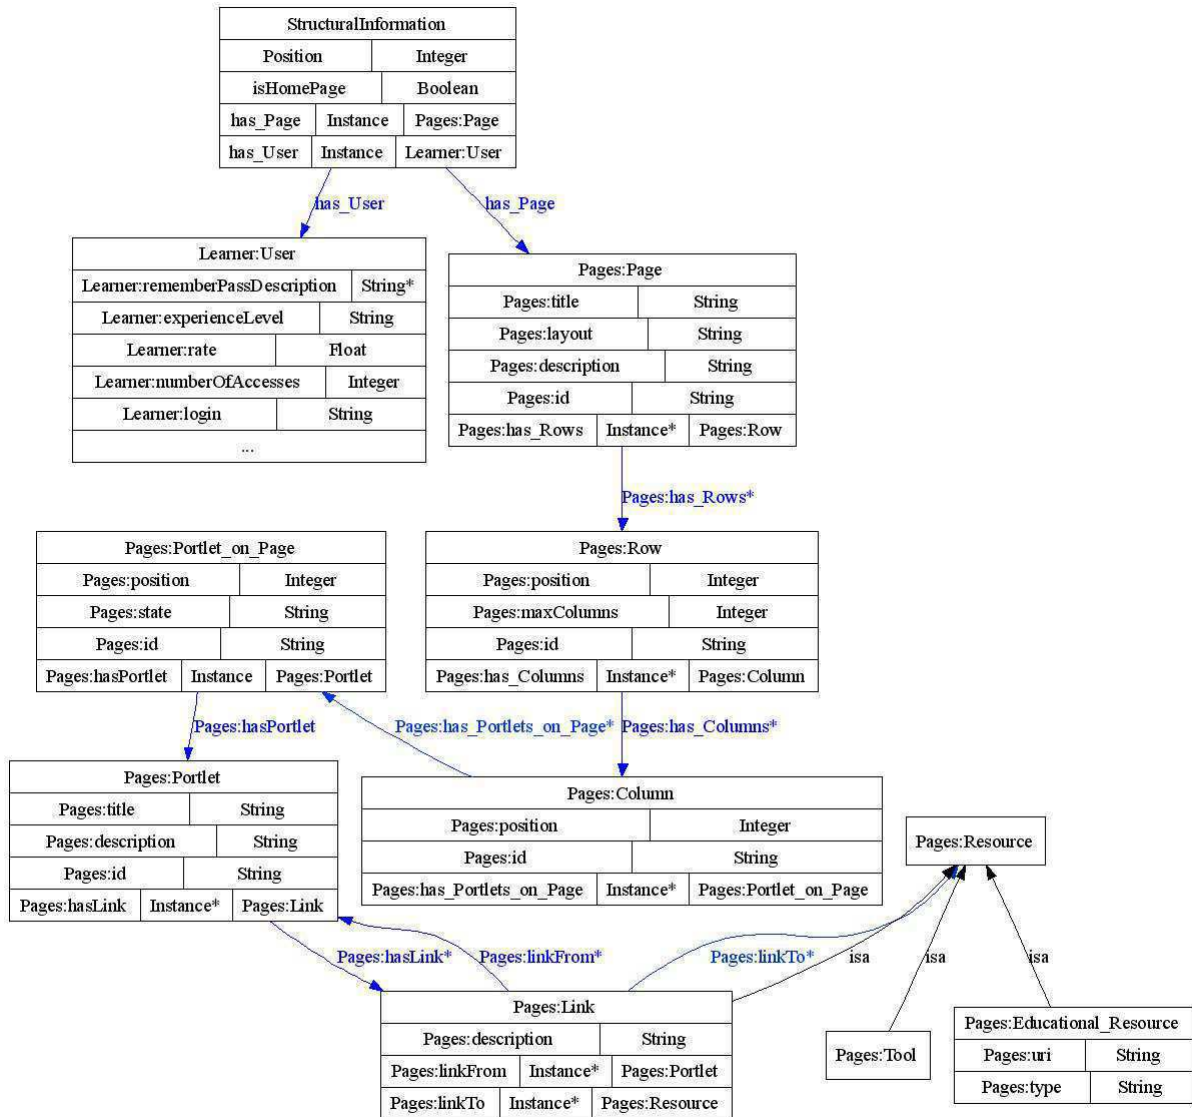 StructuralInformation
Position Integer
isHomePage Boolean
has_Page Instance Pages:Page
has_User Instance Learner:User
has_User has_Page
Learner:User
Learner:rememberPassDescription String*
Learner:experienceLevel String
Learner:rate Float
Learner:numberOfAccesses Integer
Learner:login String
...
Pages:Page
Pages:title String
Pages:layout String
Pages:description String
Pages:id String
Pages:has_Rows Instance* Pages:Row
Pages:has_Rows*
Pages:Portlet_on_Page
Pages:position Integer
Pages:state String
Pages:id String
Pages:hasPortlet Instance Pages:Portlet
Pages:Row
Pages:position Integer
Pages:maxColumns Integer
Pages:id String
Pages:has_Columns Instance* Pages:Column
Pages:hasPortlet Pages:has_Portlets_on_Page* Pages:has_Columns*
Pages:Portlet
Pages:title String
Pages:description String
Pages:id String
Pages:hasLink Instance* Pages:Link
Pages:Column
Pages:position Integer
Pages:id String
Pages:has_Portlets_on_Page Instance* Pages:Portlet_on_Page
Pages:Resource
Pages:hasLink* Pages:linkFrom* Pages:linkTo* isa isa isa
Pages:Link
Pages:description String
Pages:linkFrom Instance* Pages:Portlet
Pages:linkTo Instance* Pages:Resource
Pages:Tool
Pages:Educational_Resource
Pages:uri String
Pages:type String